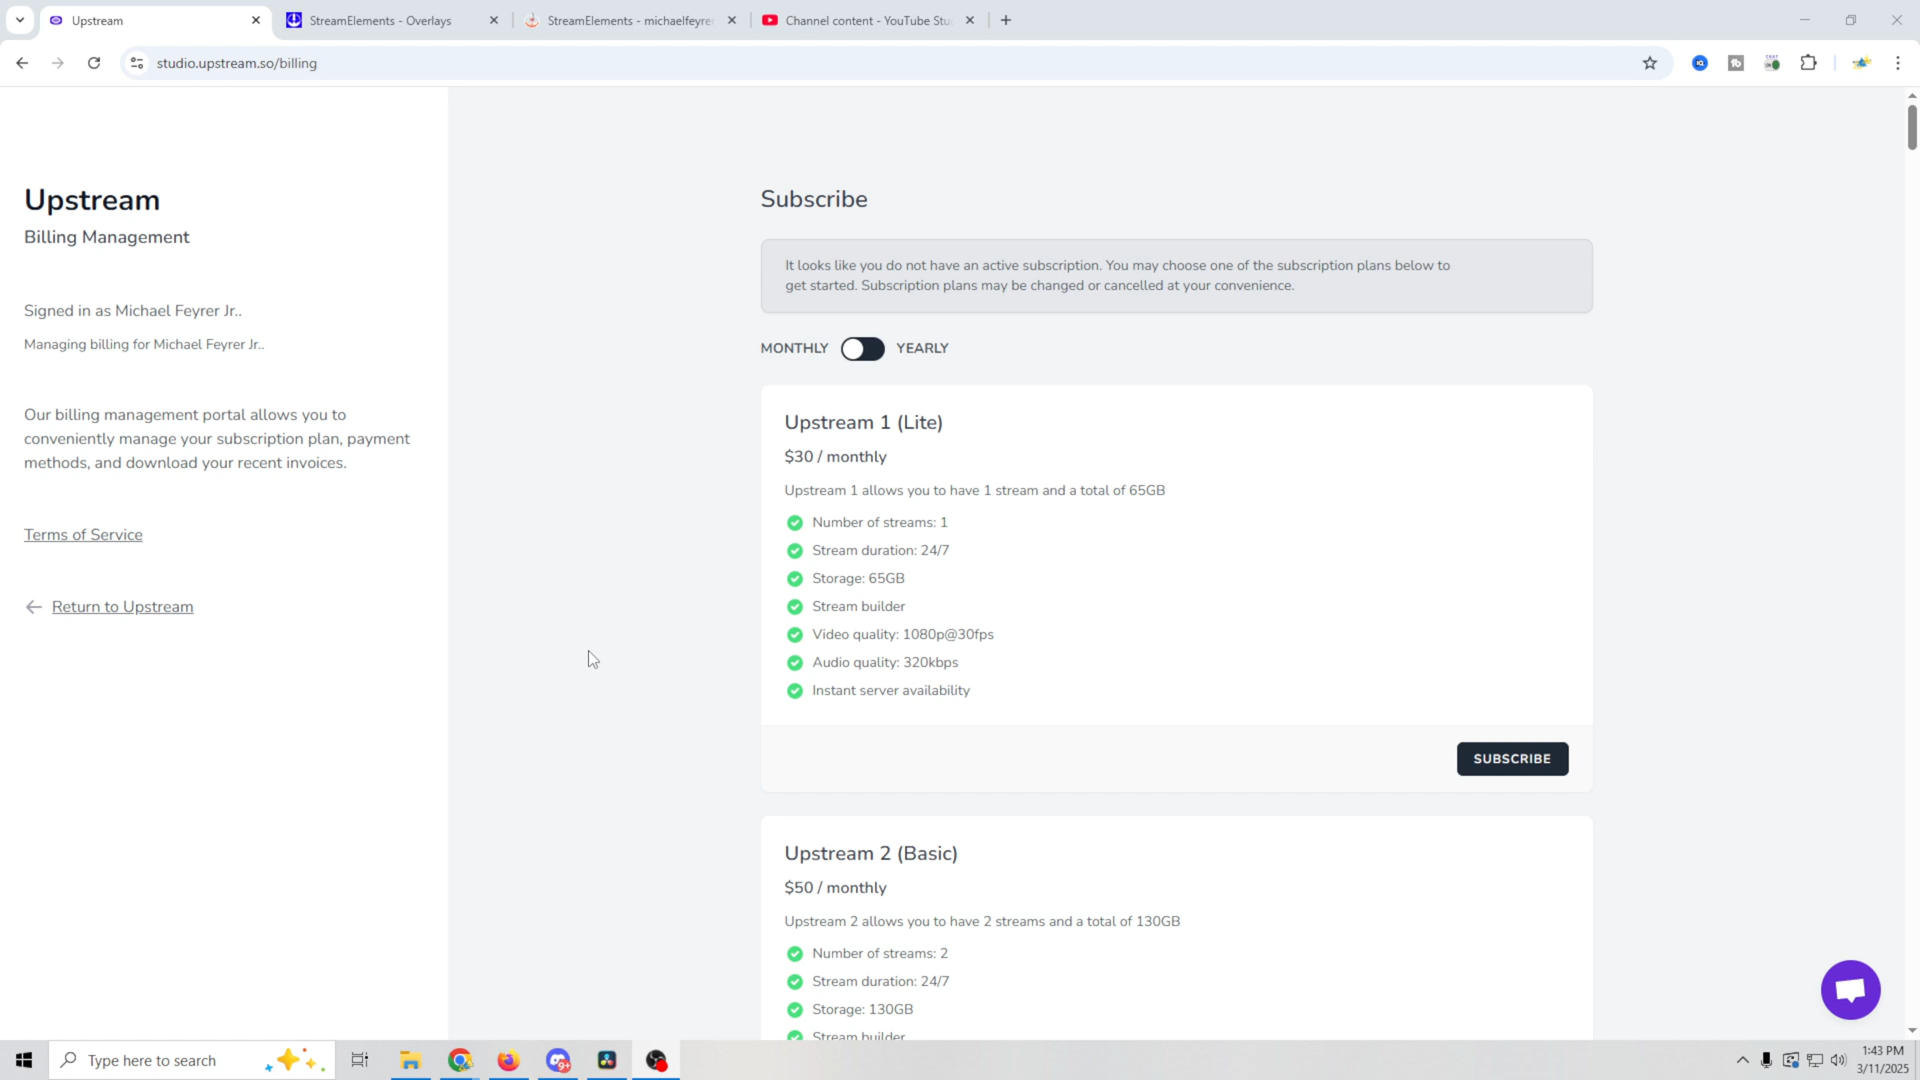 Upstream
StreamElements - Overlays
StreamElements - michaelfeyre
Channel content - YouTube Stu
studio.upstream.so/billing
Upstream
Billing Management
Signed in as Michael Feyrer Jr..
Managing billing for Michael Feyrer Jr..
Our billing management portal allows you to
conveniently manage your subscription plan, payment
methods, and download your recent invoices.
Terms of Service
Return to Upstream
Subscribe
It looks like you do not have an active subscription. You may choose one of the subscription plans below to
get started. Subscription plans may be changed or cancelled at your convenience.
MONTHLY YEARLY
Upstream 1 (Lite)
$30 / monthly
Upstream 1 allows you to have 1 stream and a total of 65GB
Number of streams: 1
Stream duration: 24/7
Storage: 65GB
Stream builder
Video quality: 1080p@30fps
Audio quality: 320kbps
Instant server availability
SUBSCRIBE
Upstream 2 (Basic)
$50 / monthly
Upstream 2 allows you to have 2 streams and a total of 130GB
Number of streams: 2
Stream duration: 24/7
Storage: 130GB
Stream builder
Type here to search
9+
1:43 PM
3/11/2025